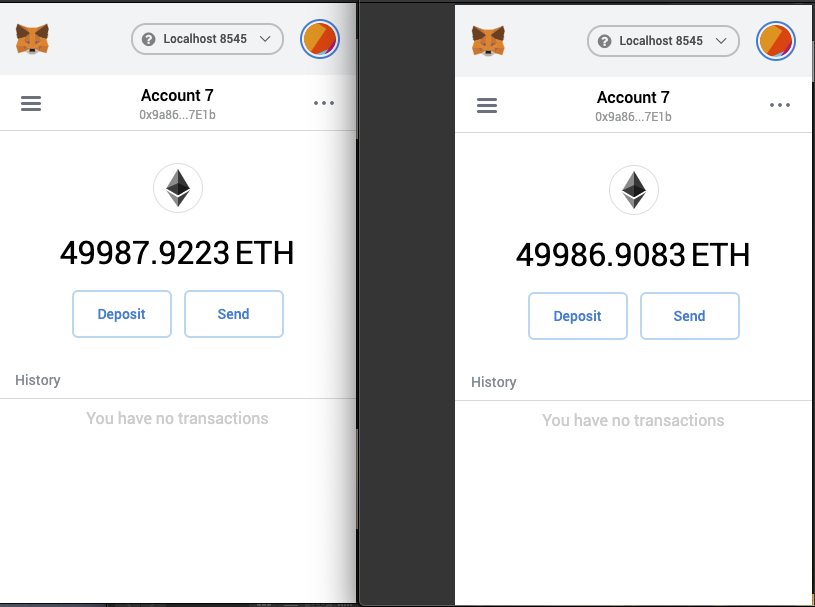 Localhost 8545
Account 7
0x9a86...7E1b
49987.9223 ETH
Deposit
Send
History
You have no transactions
Localhost 8545
Account 7
0x9a86...7E1b
49986.9083 ETH
Deposit
Send
History
You have no transactions